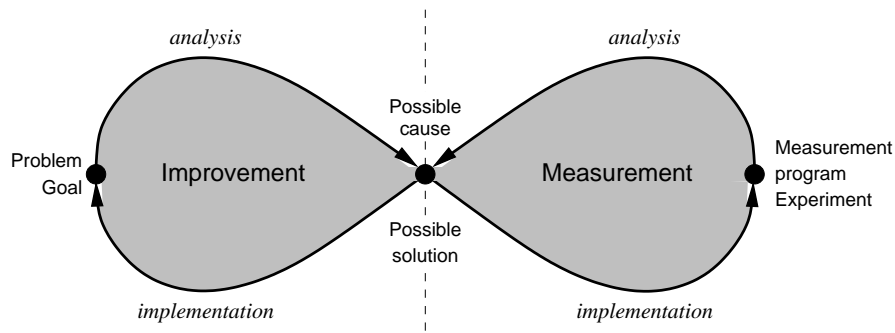 analysis
analysis
Possible
cause
Problem
Goal
Improvement
Measurement
Measurement
program
Experiment
Possible
solution
implementation
implementation